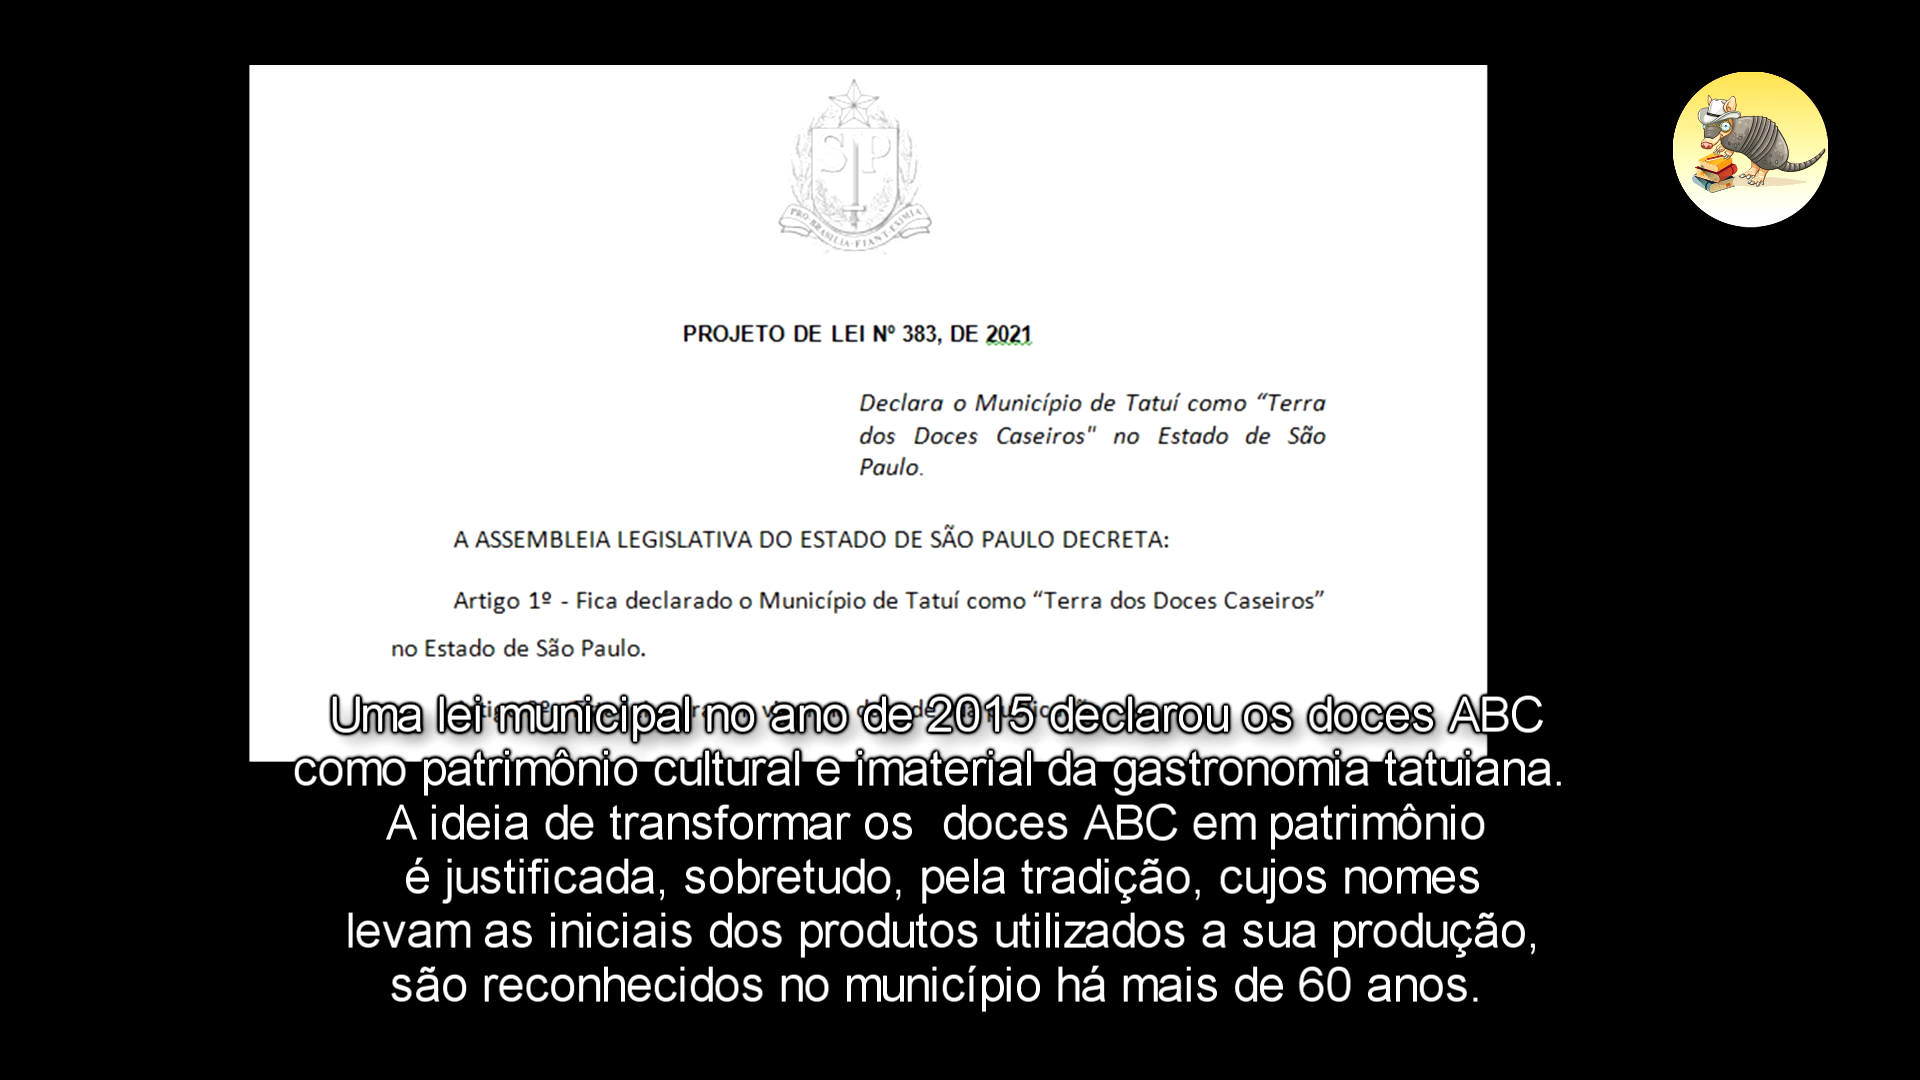 SP
PRO BRASILIA FIANT EXIMIA
PROJETO DE LEI Nº 383, DE 2021
Declara o Município de Tatuí como “Terra
dos Doces Caseiros" no Estado de São
Paulo.
A ASSEMBLEIA LEGISLATIVA DO ESTADO DE SÃO PAULO DECRETA:
Artigo 1º - Fica declarado o Município de Tatuí como “Terra dos Doces Caseiros”
no Estado de São Paulo.
Uma lei municipal no ano de 2015 declarou os doces ABC
como patrimônio cultural e imaterial da gastronomia tatuiana.
A ideia de transformar os  doces ABC em patrimônio
é justificada, sobretudo, pela tradição, cujos nomes
levam as iniciais dos produtos utilizados a sua produção,
são reconhecidos no município há mais de 60 anos.